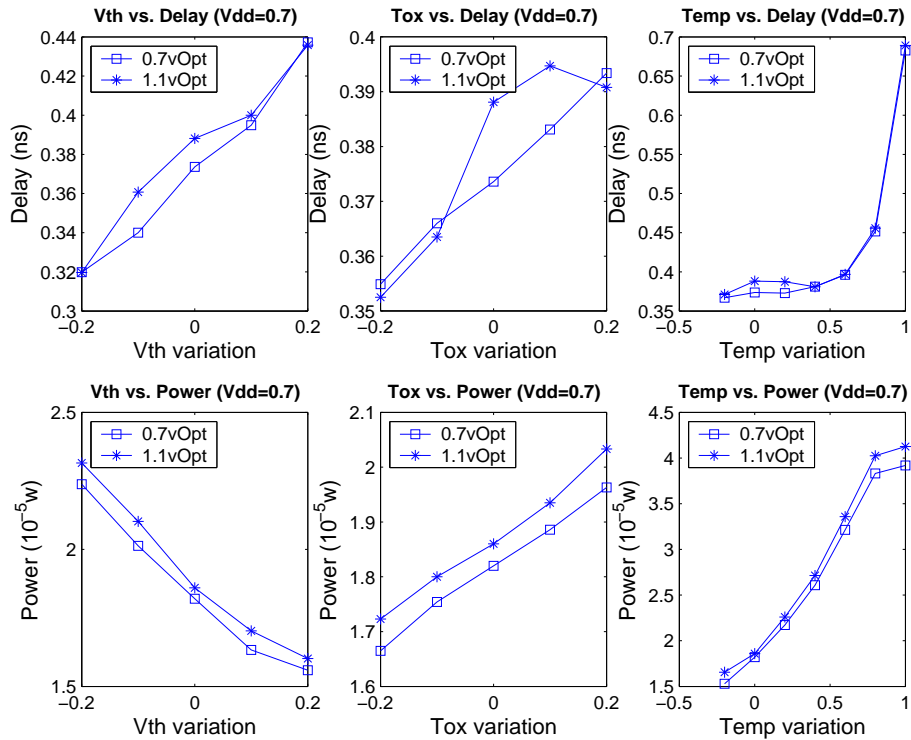 Vth vs. Delay (Vdd=0.7)
0.44
0.42
0.4
0.38
0.36
0.34
0.32
0.3
Delay (ns)
0.7vOpt
1.1vOpt
−0.2
0
0.2
Vth variation
Tox vs. Delay (Vdd=0.7)
0.4
0.39
0.38
0.37
0.36
0.35
Delay (ns)
0.7vOpt
1.1vOpt
−0.2
0
0.2
Tox variation
Temp vs. Delay (Vdd=0.7)
0.7
0.65
0.6
0.55
0.5
0.45
0.4
0.35
Delay (ns)
0.7vOpt
1.1vOpt
−0.5
0
0.5
1
Temp variation
Vth vs. Power (Vdd=0.7)
2.5
2
1.5
Power (10⁻⁵w)
0.7vOpt
1.1vOpt
−0.2
0
0.2
Vth variation
Tox vs. Power (Vdd=0.7)
2.1
2
1.9
1.8
1.7
1.6
Power (10⁻⁵w)
0.7vOpt
1.1vOpt
−0.2
0
0.2
Tox variation
Temp vs. Power (Vdd=0.7)
4.5
4
3.5
3
2.5
2
1.5
Power (10⁻⁵w)
0.7vOpt
1.1vOpt
−0.5
0
0.5
1
Temp variation